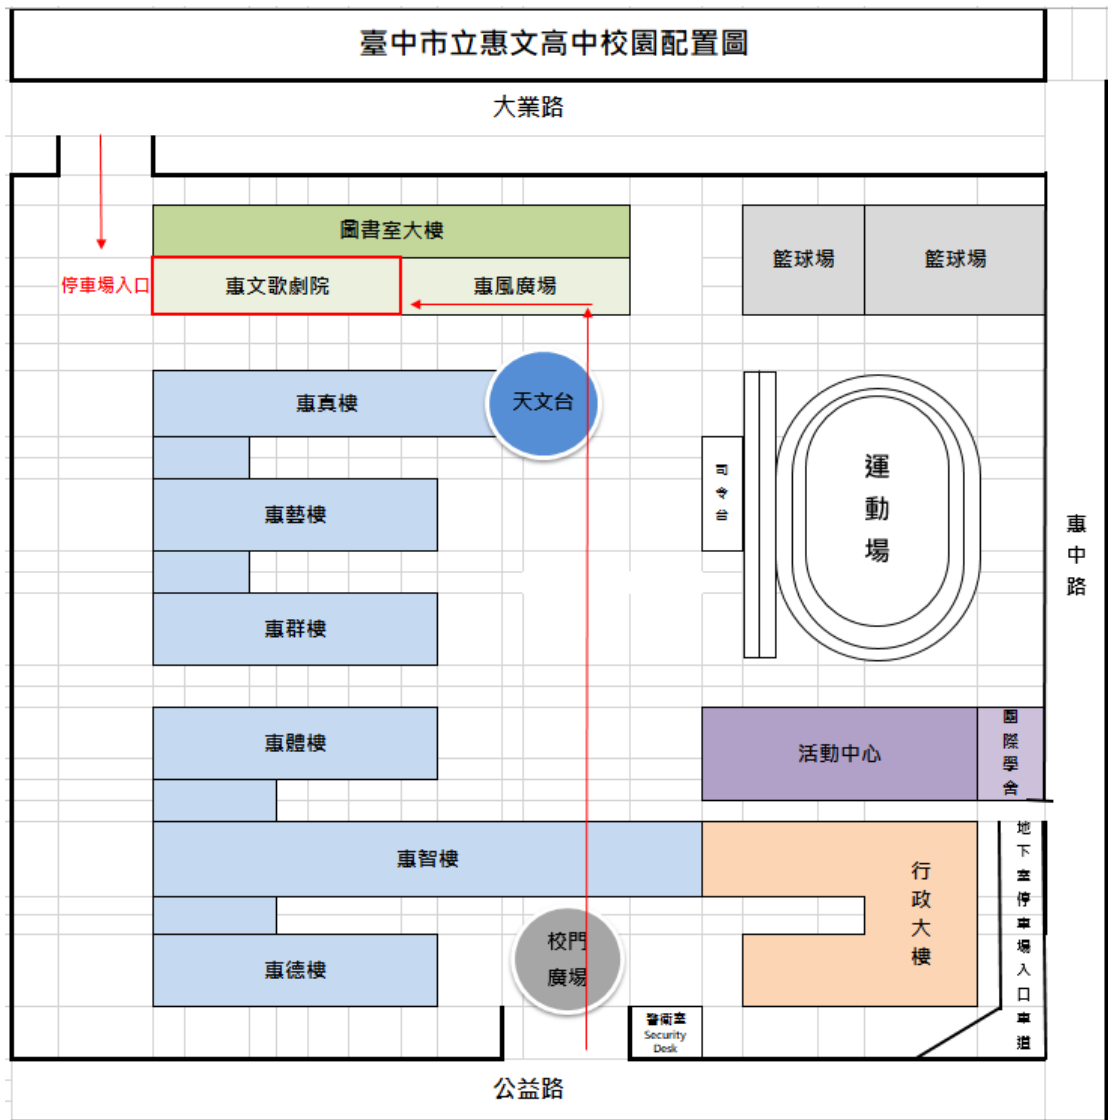 臺中市立惠文高中校園配置圖
大業路
圖書室大樓
停車場入口
惠文歌劇院
惠風廣場
籃球場
籃球場
惠真樓
天文台
司令台
運動場
惠中路
惠藝樓
惠群樓
惠體樓
活動中心
國際學舍
惠智樓
行政大樓
地下室停車場入口車道
校門
廣場
惠德樓
警衛室
Security
Desk
公益路